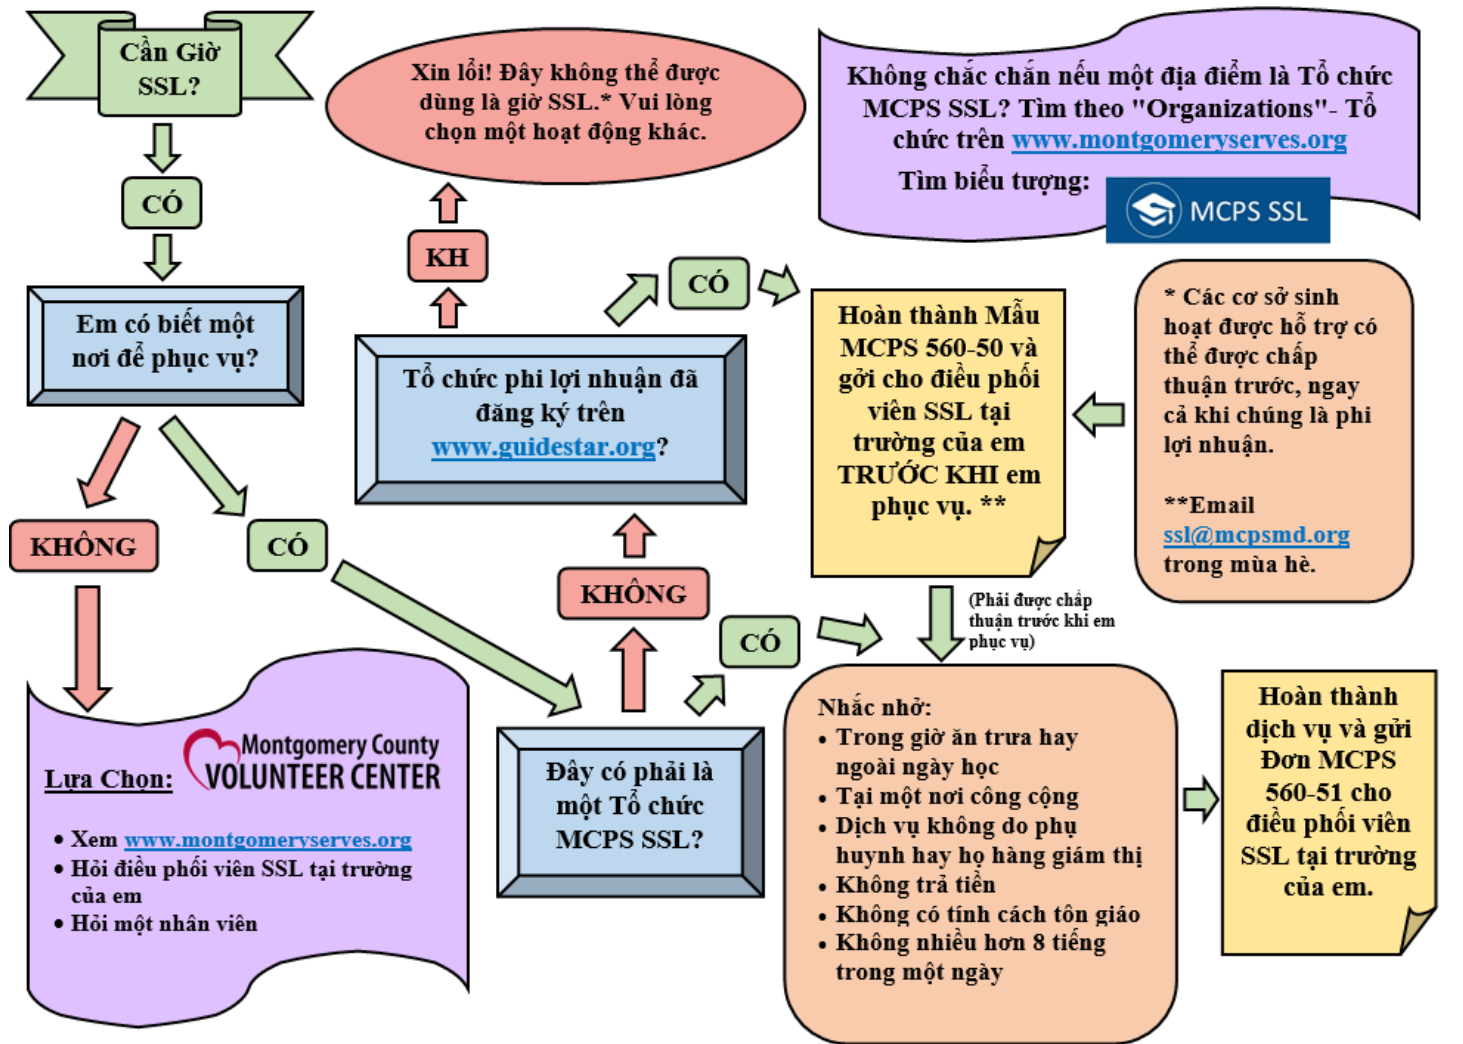 Cần Giờ
SSL?
CÓ
Em có biết một
nơi để phục vụ?
KHÔNG
CÓ
Montgomery County
VOLUNTEER CENTER
Lựa Chọn:
• Xem www.montgomeryserves.org
• Hỏi điều phối viên SSL tại trường
của em
• Hỏi một nhân viên
Xin lổi! Đây không thể được
dùng là giờ SSL.* Vui lòng
chọn một hoạt động khác.
KH
CÓ
Tổ chức phi lợi nhuận đã
đăng ký trên
www.guidestar.org?
KHÔNG
CÓ
Đây có phải là
một Tổ chức
MCPS SSL?
Không chắc chắn nếu một địa điểm là Tổ chức
MCPS SSL? Tìm theo "Organizations"- Tổ
chức trên www.montgomeryserves.org
Tìm biểu tượng:
MCPS SSL
Hoàn thành Mẫu
MCPS 560-50 và
gởi cho điều phối
viên SSL tại
trường của em
TRƯỚC KHI em
phục vụ. **
* Các cơ sở sinh
hoạt được hỗ trợ có
thể được chấp
thuận trước, ngay
cả khi chúng là phi
lợi nhuận.
**Email
ssl@mcpsmd.org
trong mùa hè.
(Phải được chấp
thuận trước khi em
phục vụ)
Nhắc nhở:
• Trong giờ ăn trưa hay
ngoài ngày học
• Tại một nơi công cộng
• Dịch vụ không do phụ
huynh hay họ hàng giám thị
• Không trả tiền
• Không có tính cách tôn giáo
• Không nhiều hơn 8 tiếng
trong một ngày
Hoàn thành
dịch vụ và gửi
Đơn MCPS
560-51 cho
điều phối viên
SSL tại trường
của em.